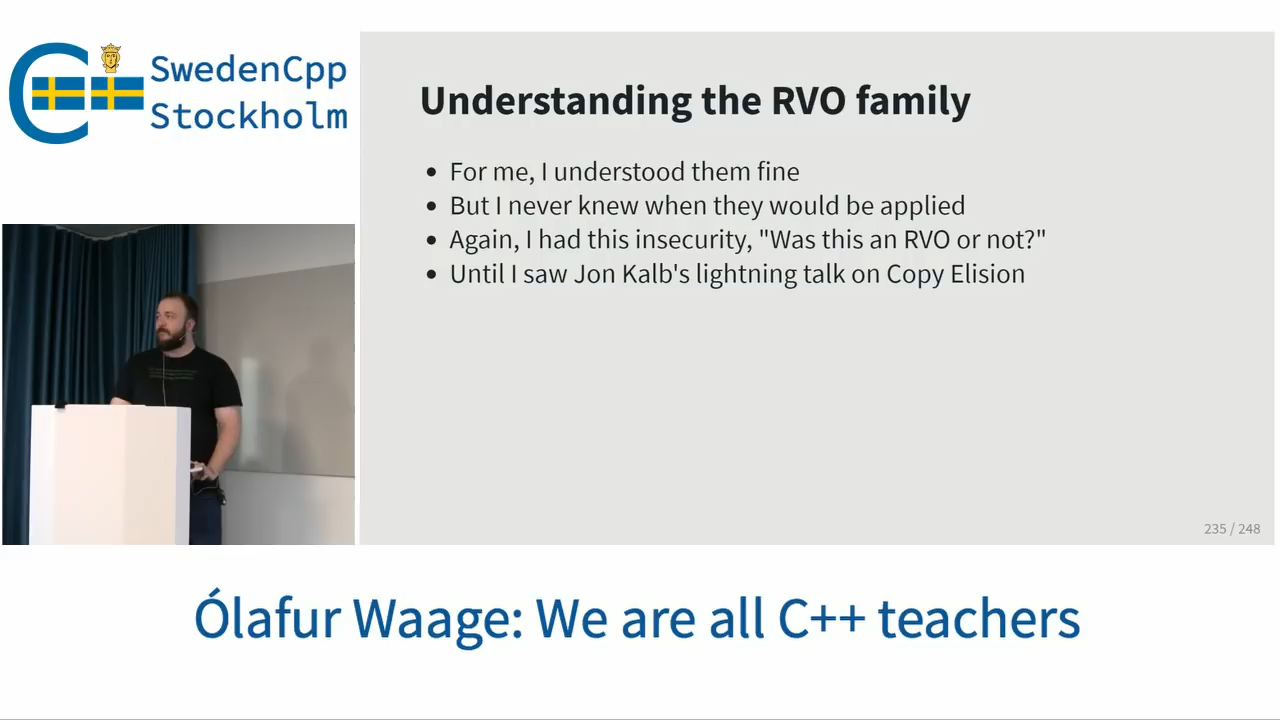 SwedenCpp
Stockholm
Understanding the RVO family
• For me, I understood them fine
• But I never knew when they would be applied
• Again, I had this insecurity, "Was this an RVO or not?"
• Until I saw Jon Kalb's lightning talk on Copy Elision
235 / 248
Ólafur Waage: We are all C++ teachers